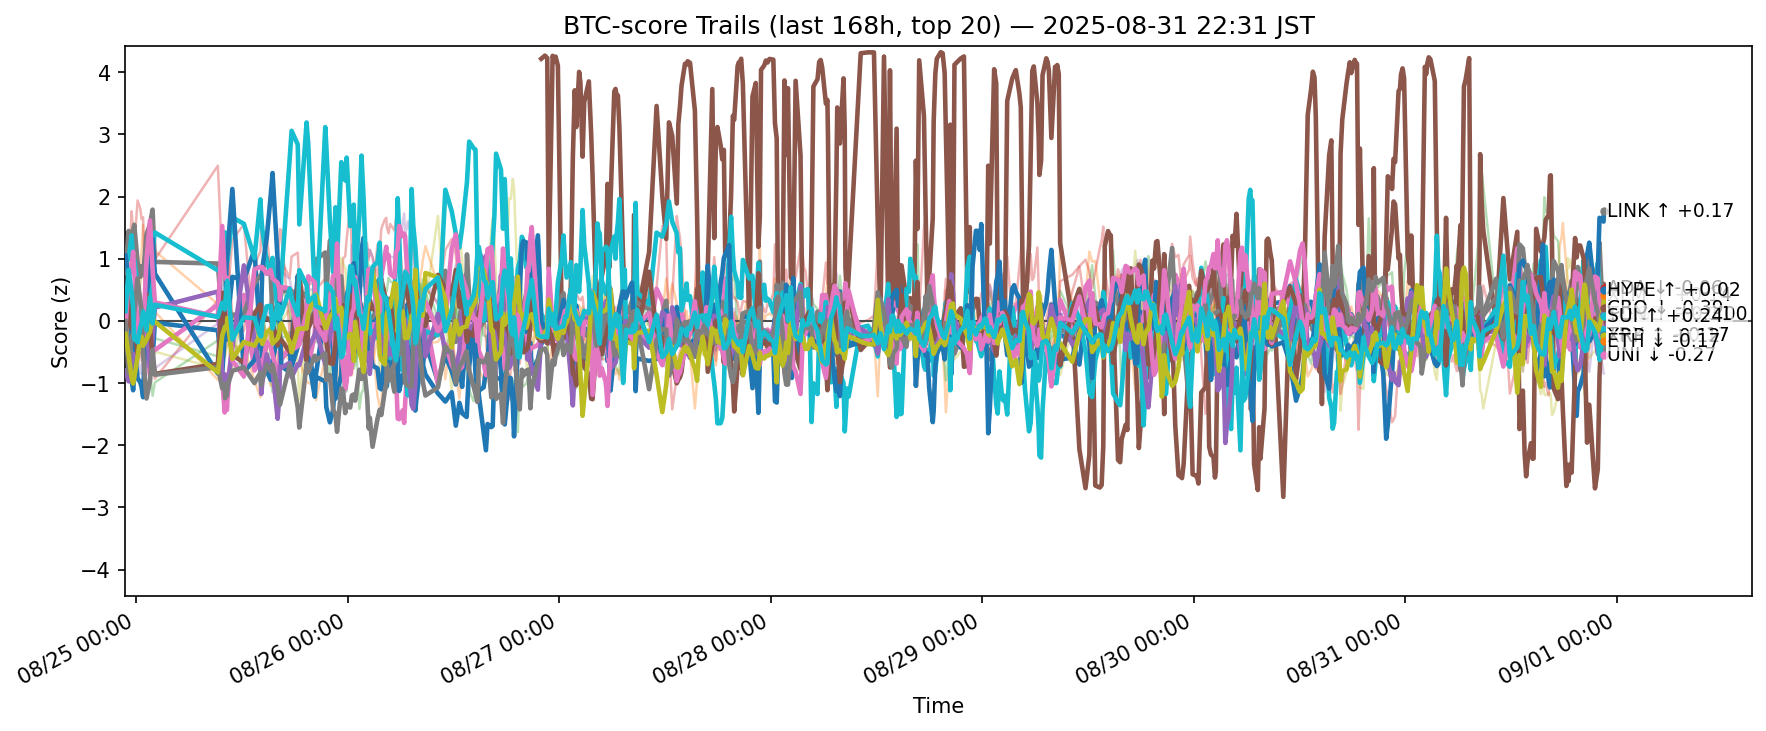 BTC-score Trails (last 168h, top 20) — 2025-08-31 22:31 JST
Score (z)
4
3
2
1
0
−1
−2
−3
−4
LINK ↑ +0.17
HYPE ↑ +0.02
SUI ↑ +0.24
ETH ↓ -0.17
UNI ↓ -0.27
08/25 00:00
08/26 00:00
08/27 00:00
08/28 00:00
08/29 00:00
08/30 00:00
08/31 00:00
09/01 00:00
Time